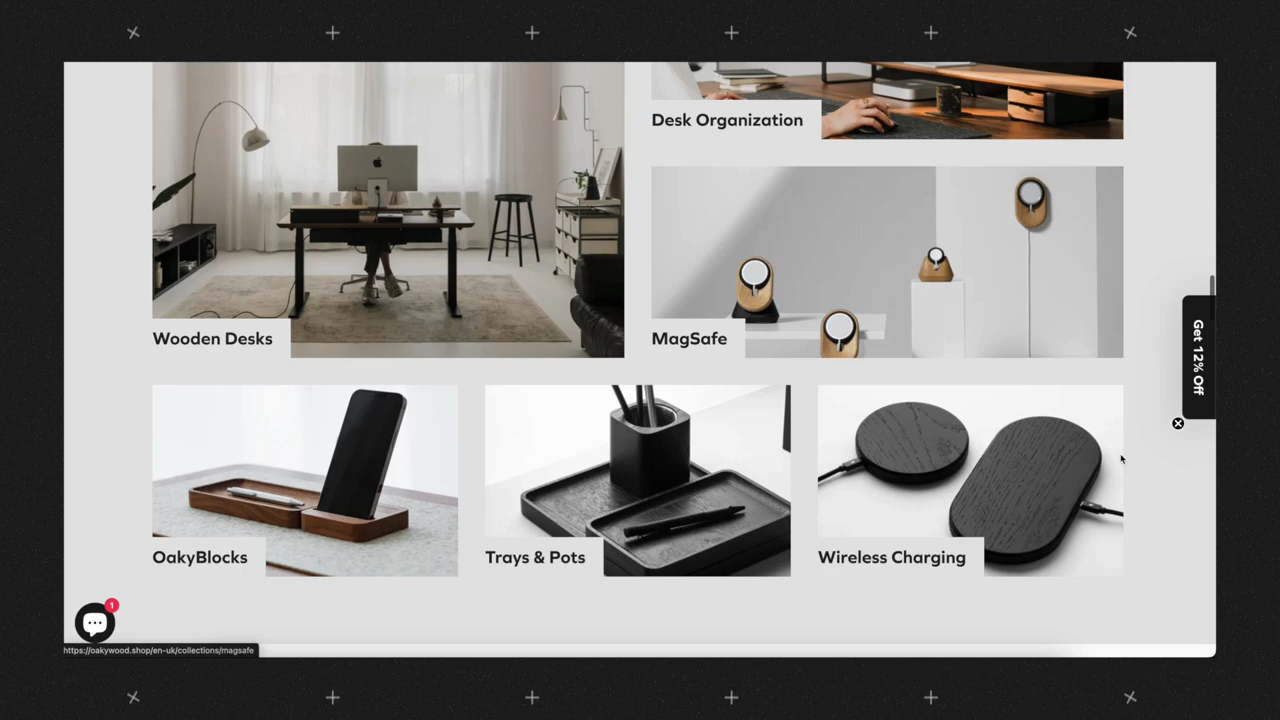 Desk Organization
Wooden Desks
MagSafe
Get 12% Off
OakyBlocks
Trays & Pots
Wireless Charging
1
https://oakywood.shop/en-uk/collections/magsafe